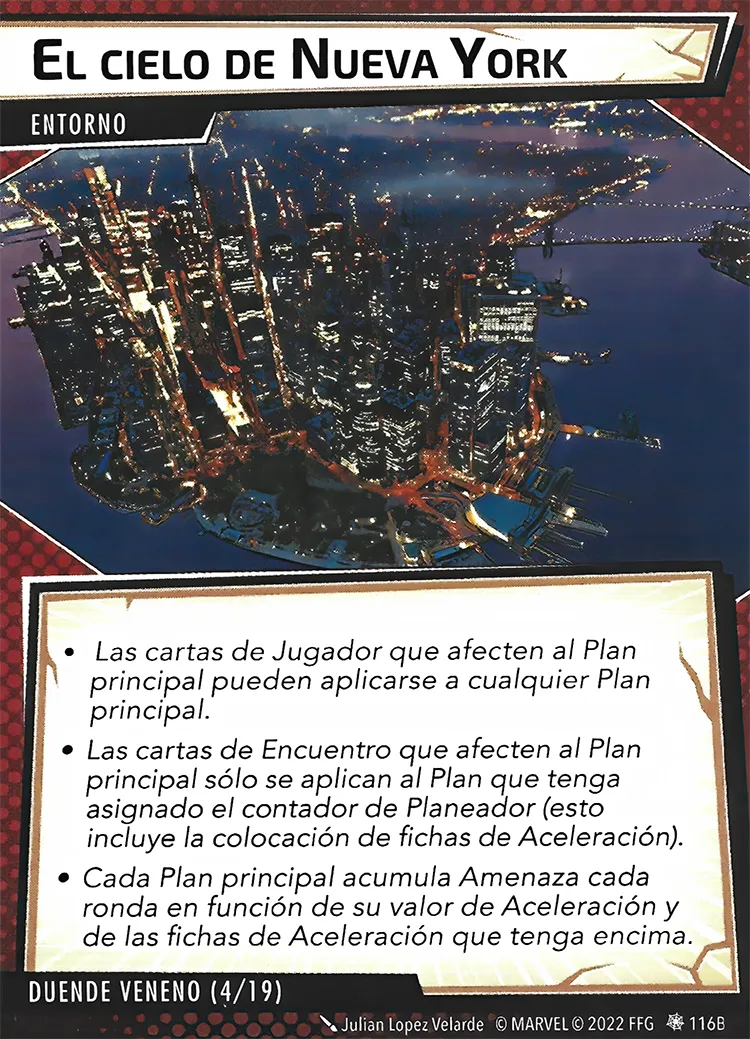 El cielo de Nueva York
ENTORNO
• Las cartas de Jugador que afecten al Plan
principal pueden aplicarse a cualquier Plan
principal.
• Las cartas de Encuentro que afecten al Plan
principal sólo se aplican al Plan que tenga
asignado el contador de Planeador (esto
incluye la colocación de fichas de Aceleración).
• Cada Plan principal acumula Amenaza cada
ronda en función de su valor de Aceleración y
de las fichas de Aceleración que tenga encima.
DUENDE VENENO (4/19)
Julian Lopez Velarde © MARVEL © 2022 FFG 116B